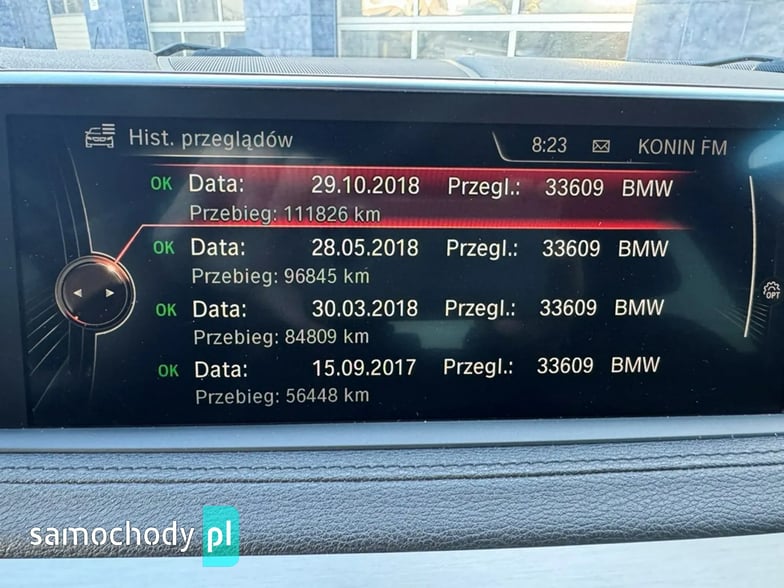 Hist. przeglądów 8:23 KONIN FM
OK Data: 29.10.2018 Przegl.: 33609 BMW
Przebieg: 111826 km
OK Data: 28.05.2018 Przegl.: 33609 BMW
Przebieg: 96845 km
OK Data: 30.03.2018 Przegl.: 33609 BMW
Przebieg: 84809 km
OK Data: 15.09.2017 Przegl.: 33609 BMW
Przebieg: 56448 km
OPT
samochody pl